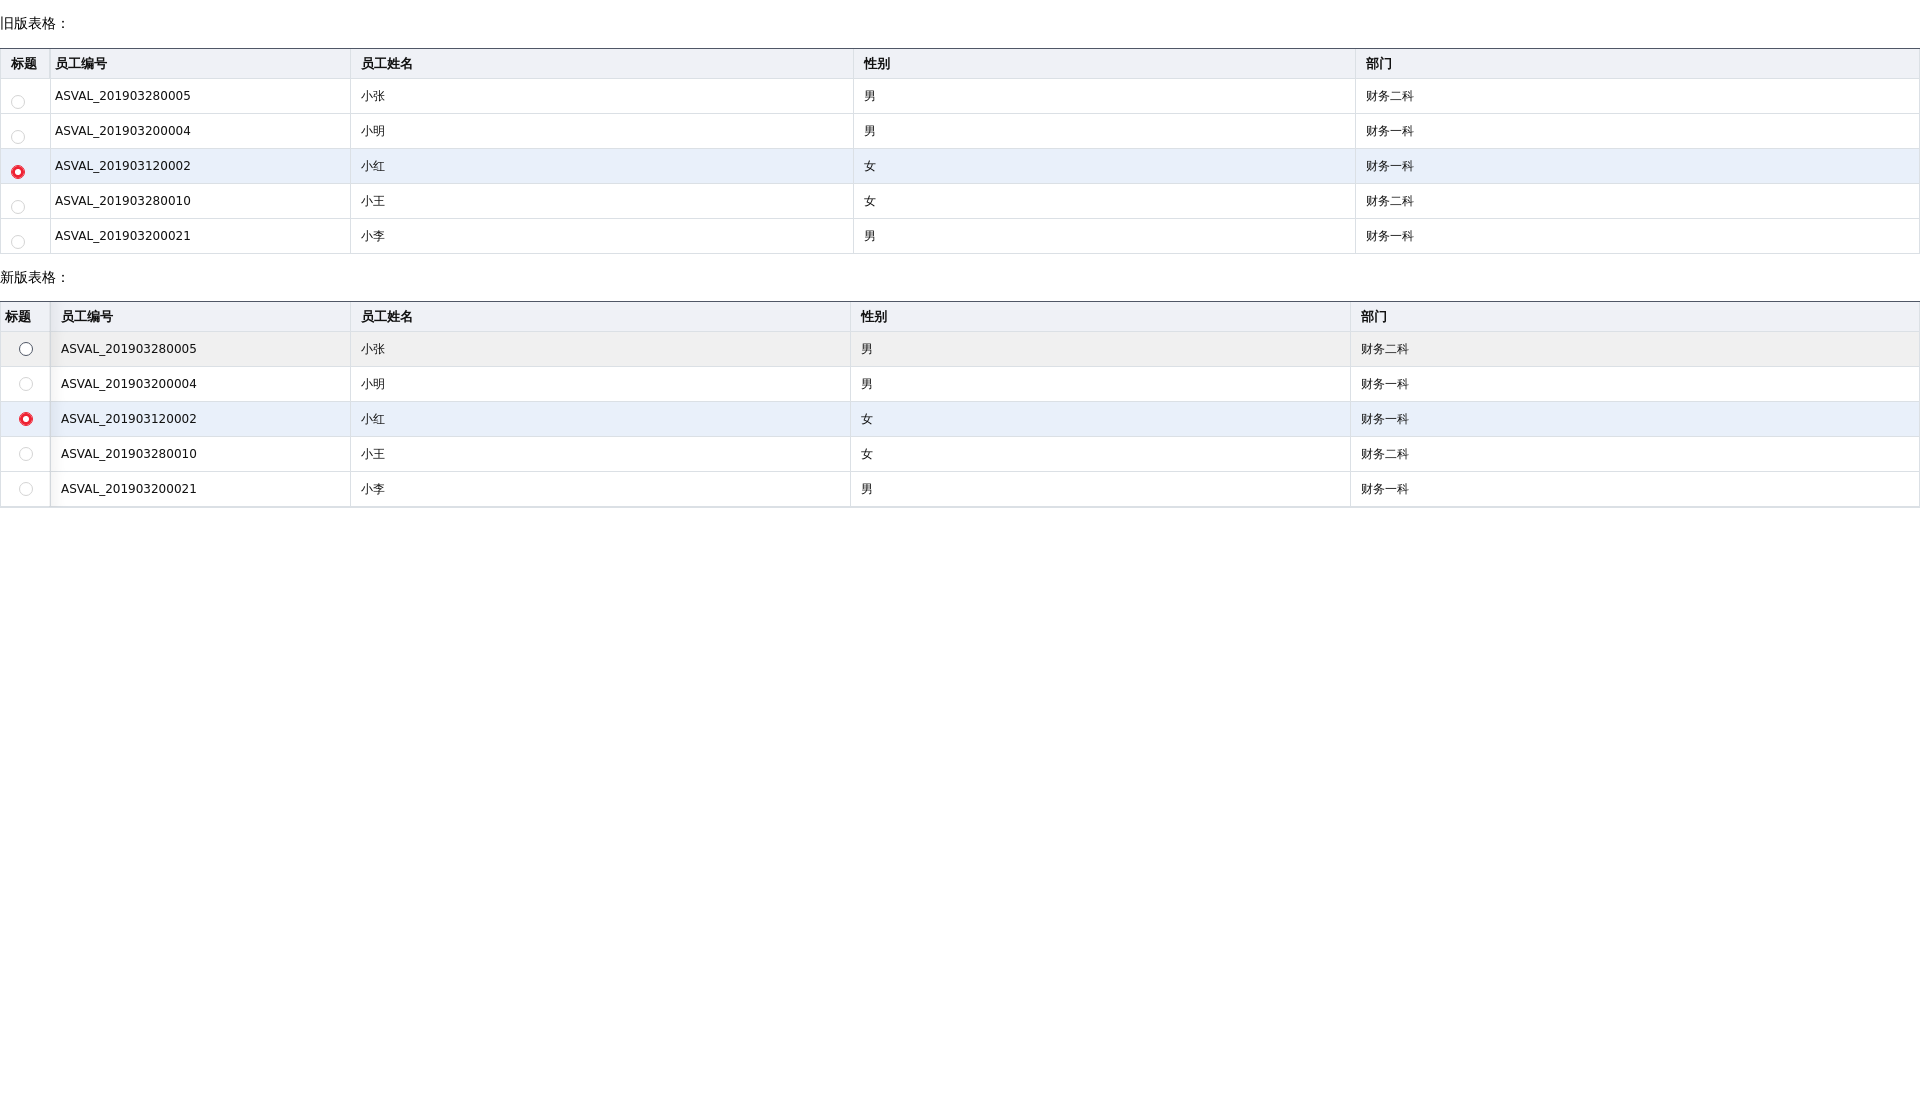 旧版表格：
标题 员工编号 员工姓名 性别 部门
ASVAL_201903280005 小张 男 财务二科
ASVAL_201903200004 小明 男 财务一科
ASVAL_201903120002 小红 女 财务一科
ASVAL_201903280010 小王 女 财务二科
ASVAL_201903200021 小李 男 财务一科
新版表格：
标题 员工编号 员工姓名 性别 部门
ASVAL_201903280005 小张 男 财务二科
ASVAL_201903200004 小明 男 财务一科
ASVAL_201903120002 小红 女 财务一科
ASVAL_201903280010 小王 女 财务二科
ASVAL_201903200021 小李 男 财务一科